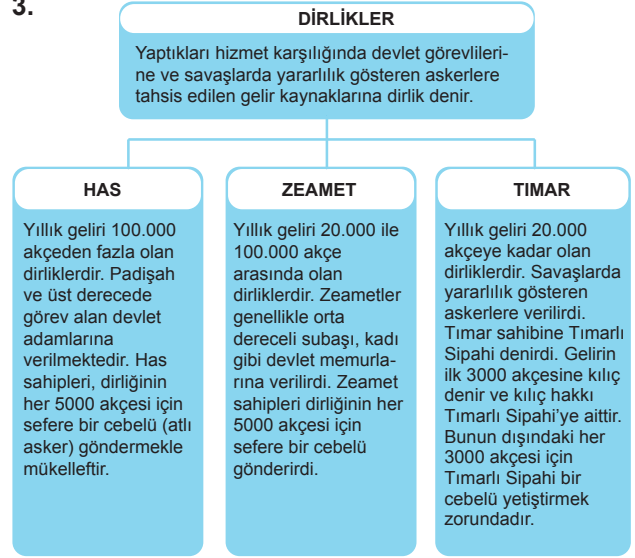 3.
DİRLİKLER
Yaptıkları hizmet karşılığında devlet görevlileri-
ne ve savaşlarda yararlılık gösteren askerlere
tahsis edilen gelir kaynaklarına dirlik denir.
HAS
Yıllık geliri 100.000
akçeden fazla olan
dirliklerdir. Padişah
ve üst derecede
görev alan devlet
adamlarına
verilmektedir. Has
sahipleri, dirliğinin
her 5000 akçesi için
sefere bir cebelü (atlı
asker) göndermekle
mükelleftir.
ZEAMET
Yıllık geliri 20.000 ile
100.000 akçe
arasında olan
dirliklerdir. Zeametler
genellikle orta
dereceli subaşı, kadı
gibi devlet memurla-
rına verilirdi. Zeamet
sahipleri dirliğinin her
5000 akçesi için
sefere bir cebelü
gönderirdi.
TIMAR
Yıllık geliri 20.000
akçeye kadar olan
dirliklerdir. Savaşlarda
yararlılık gösteren
askerlere verilirdi.
Tımar sahibine Tımarlı
Sipahi denirdi. Gelirin
ilk 3000 akçesine kılıç
denir ve kılıç hakkı
Tımarlı Sipahi’ye aittir.
Bunun dışındaki her
3000 akçesi için
Tımarlı Sipahi bir
cebelü yetiştirmek
zorundadır.